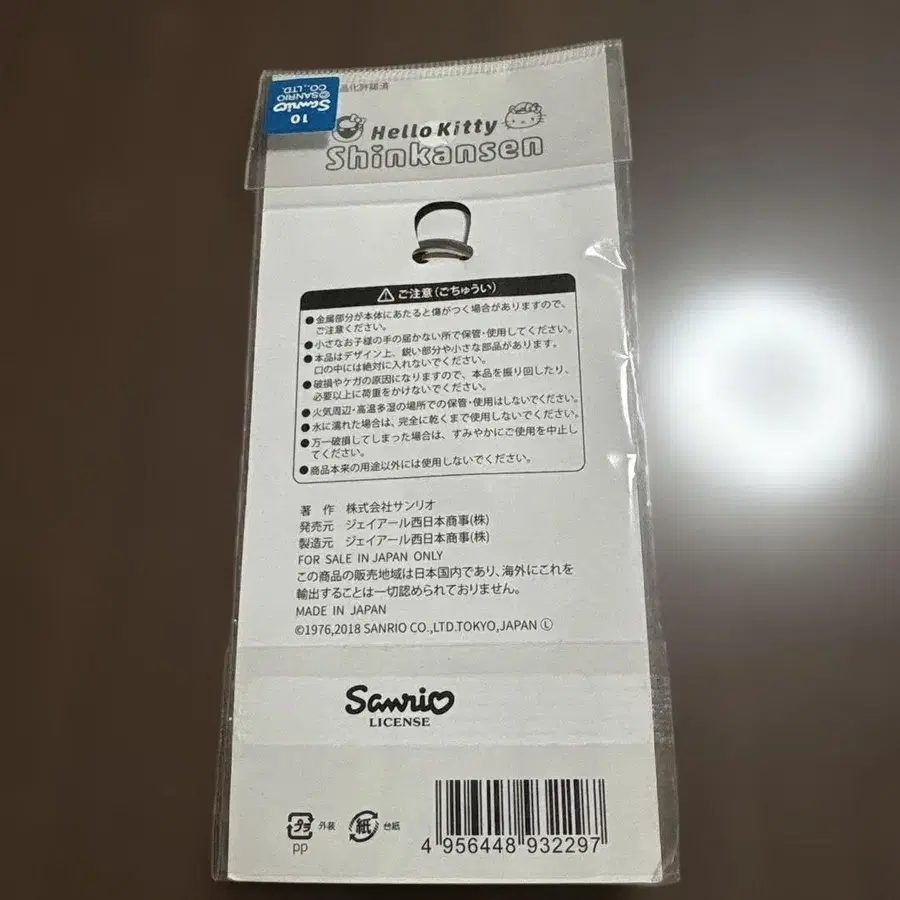 Sanrio
©SANRIO
CO.,LTD.
10
品化許諾済
Hello Kitty
Shinkansen
ご注意(ごちゅうい)
●金属部分が本体にあたると傷がつく場合がありますので、
ご注意ください。
●小さなお子様の手の届かない所で保管・使用してください。
●本品はデザイン上、鋭い部分や小さな部品があります。
口の中には絶対に入れないでください。
●破損やケガの原因になりますので、本品を振り回したり、
必要以上に荷重をかけないでください。
●火気周辺・高温多湿の場所での保管・使用はしないでください。
●水に濡れた場合は、完全に乾くまで使用しないでください。
●万一破損してしまった場合は、すみやかにご使用を中止し
てください。
●商品本来の用途以外には使用しないでください。
著 作 株式会社サンリオ
発売元 ジェイアール西日本商事(株)
製造元 ジェイアール西日本商事(株)
FOR SALE IN JAPAN ONLY
この商品の販売地域は日本国内であり、海外にこれを
輸出することは一切認められておりません。
MADE IN JAPAN
©1976,2018 SANRIO CO.,LTD.TOKYO,JAPAN Ⓛ
Sanrio
LICENSE
プラ 外装 紙 台紙
PP
4 956448 932297